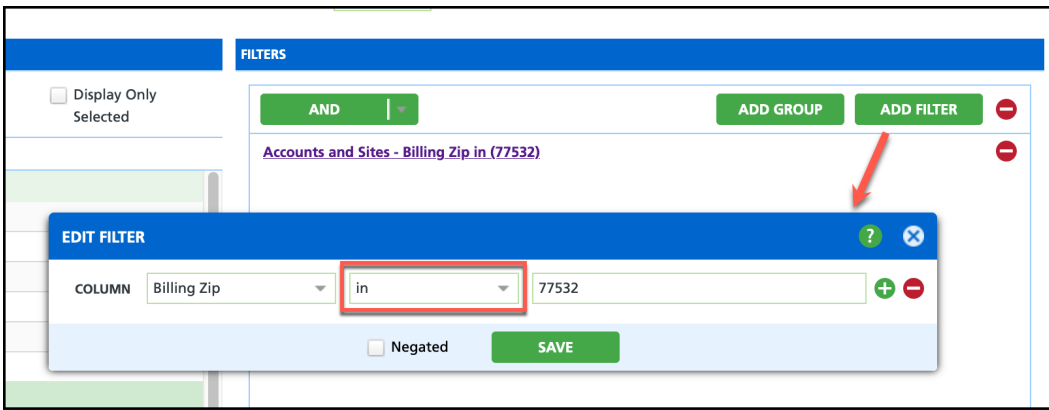 FILTERS
Display Only
Selected
AND
ADD GROUP
ADD FILTER
Accounts and Sites - Billing Zip in (77532)
EDIT FILTER
?
COLUMN
Billing Zip
in
77532
Negated
SAVE